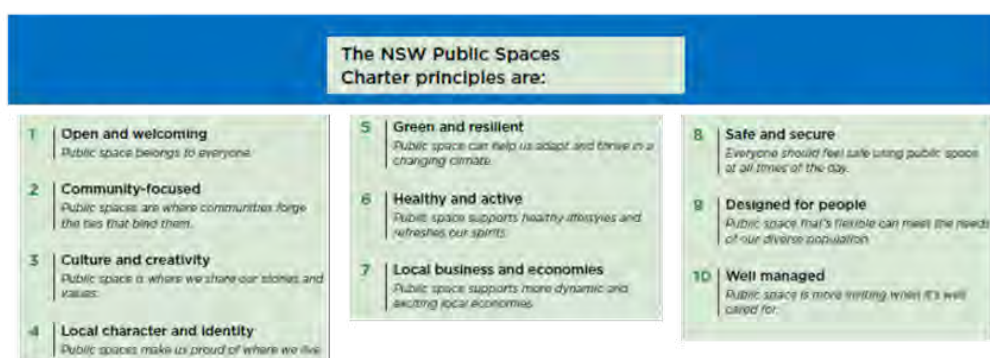 The NSW Public Spaces
Charter principles are:
1 Open and welcoming
Public space belongs to everyone.
2 Community-focused
Public spaces are where communities forge
the ties that bind them.
3 Culture and creativity
Public space is where we share our stories and
values.
4 Local character and identity
Public spaces make us proud of where we live.
5 Green and resilient
Public space can help us adapt and thrive in a
changing climate.
6 Healthy and active
Public space supports healthy lifestyles and
refreshes our spirits.
7 Local business and economies
Public space supports more dynamic and
exciting local economies.
8 Safe and secure
Everyone should feel safe using public space
at all times of the day.
9 Designed for people
Public space that's flexible can meet the needs
of our diverse population.
10 Well managed
Public space is more inviting when it's well
cared for.